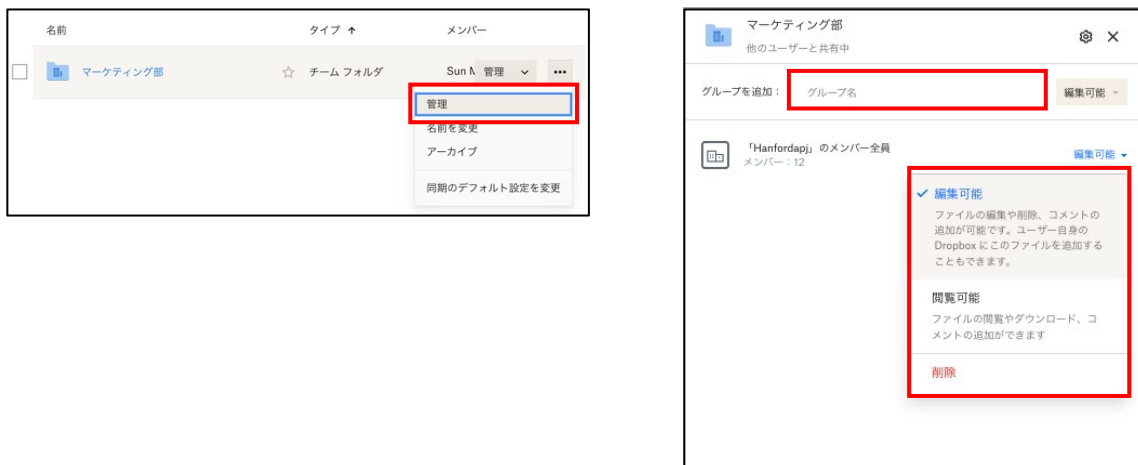 名前 タイプ ↑ メンバー
マーケティング部 ☆ チーム フォルダ Sun 管理 •••
管理
名前を変更
アーカイブ
同期のデフォルト設定を変更
マーケティング部
他のユーザーと共有中
グループを追加： グループ名 編集可能
「Hanfordapj」のメンバー全員 編集可能
メンバー：12
✓ 編集可能
ファイルの編集や削除、コメントの
追加が可能です。ユーザー自身の
Dropbox にこのファイルを追加する
こともできます。
閲覧可能
ファイルの閲覧やダウンロード、コ
メントの追加ができます
削除